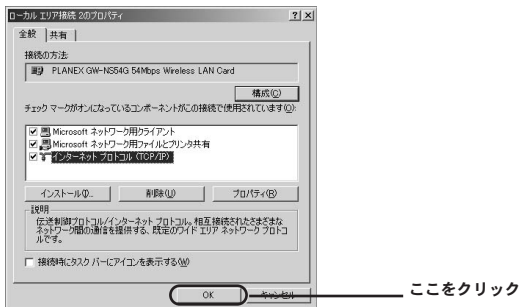 ローカル エリア接続 2のプロパティ
全般
共有
接続の方法:
PLANEX GW-NS54G 54Mbps Wireless LAN Card
構成(C)
チェック マークがオンになっているコンポーネントがこの接続で使用されています(O):
Microsoft ネットワーク用クライアント
Microsoft ネットワーク用ファイルとプリンタ共有
インターネット プロトコル (TCP/IP)
インストール(I)...
削除(U)
プロパティ(R)
説明
伝送制御プロトコル/インターネット プロトコル。相互接続されたさまざまな
ネットワーク間の通信を提供する、既定のワイド エリア ネットワーク プロトコ
ルです。
接続時にタスク バーにアイコンを表示する(W)
OK
キャンセル
ここをクリック